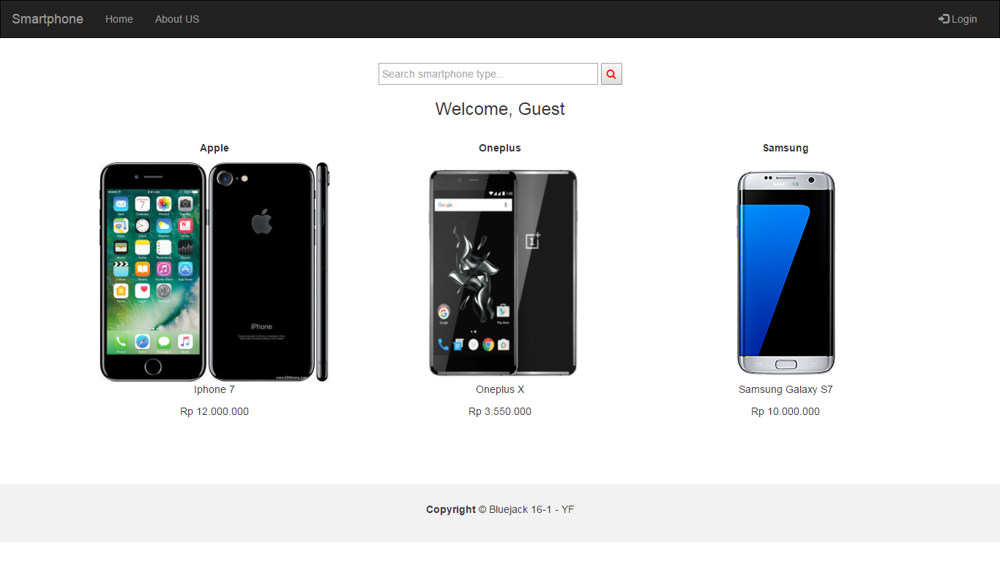 Smartphone Home About US Login
Search smartphone type..
Welcome, Guest
Apple Oneplus Samsung
Google
SAMSUNG
iPhone
Iphone 7 Oneplus X Samsung Galaxy S7
Rp 12.000.000 Rp 3.550.000 Rp 10.000.000
Copyright © Bluejack 16-1 - YF